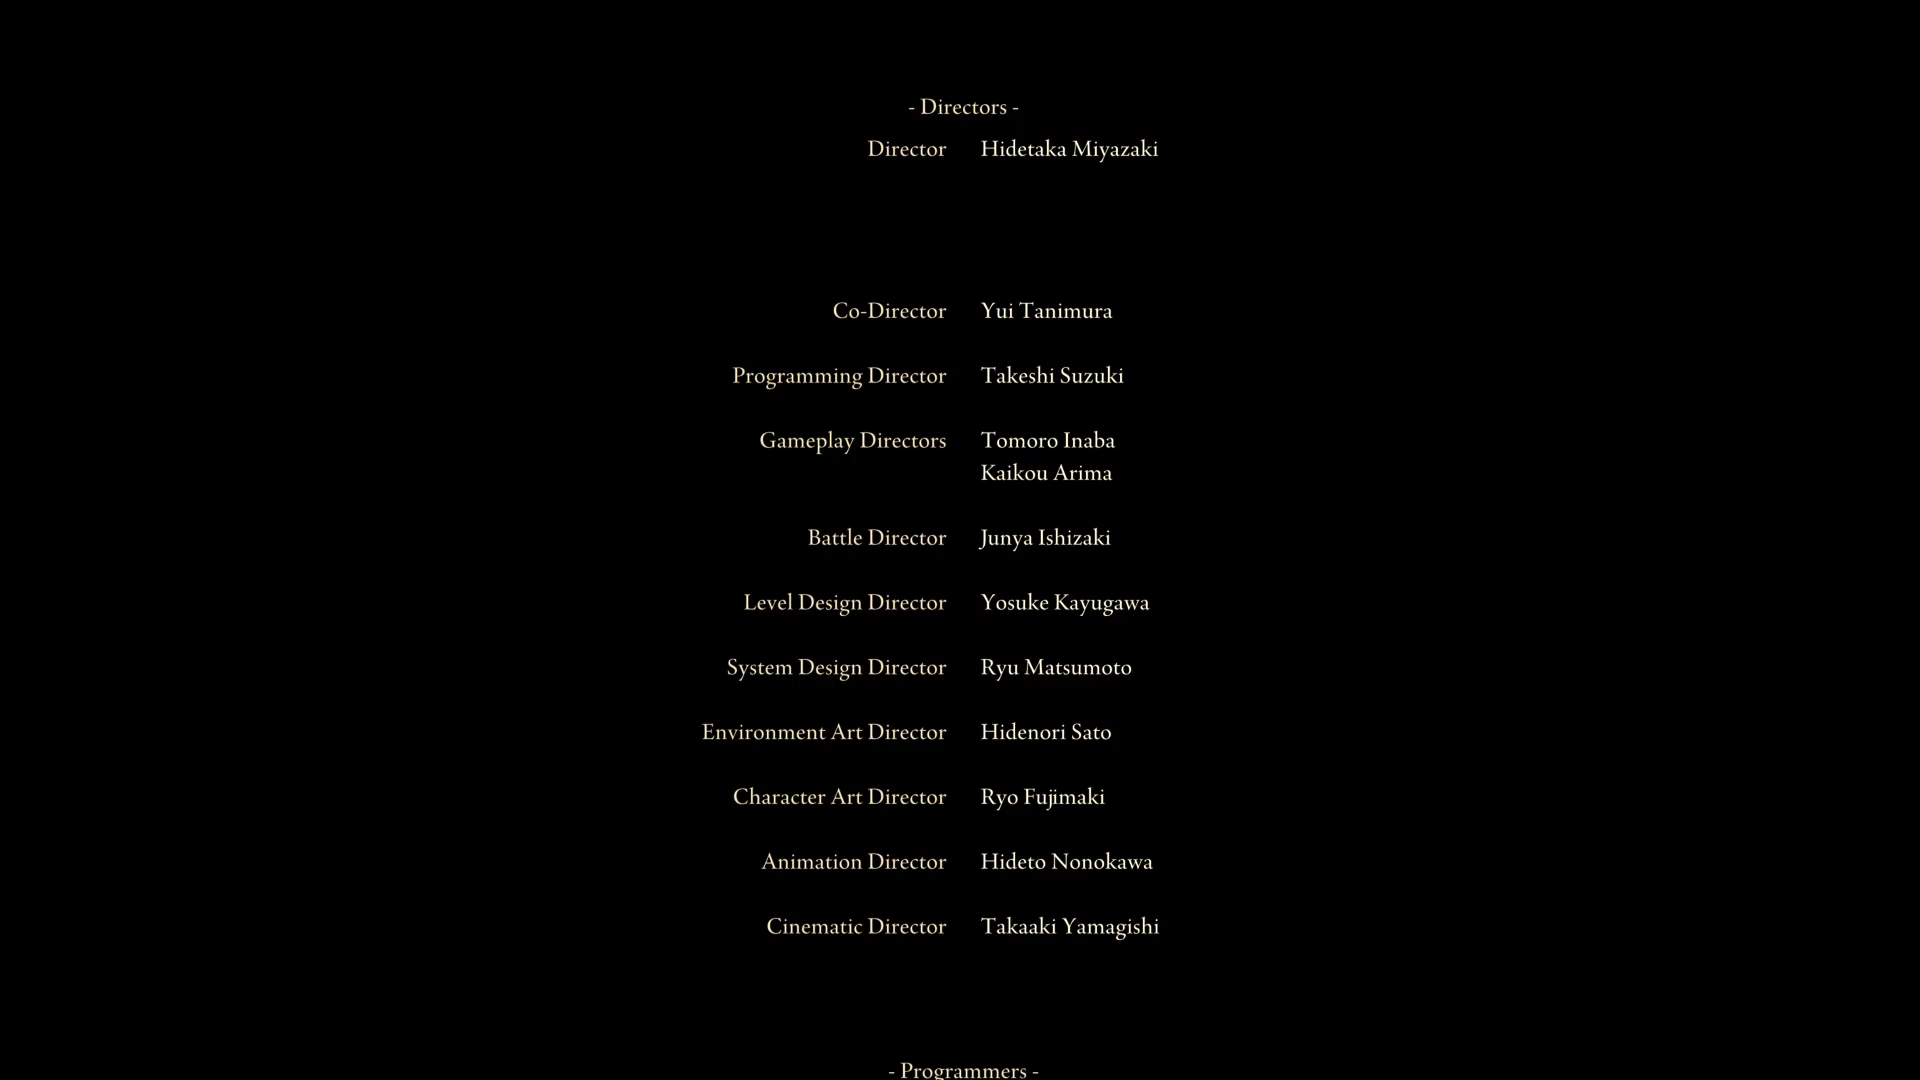 - Directors -
Director Hidetaka Miyazaki
Co-Director Yui Tanimura
Programming Director Takeshi Suzuki
Gameplay Directors Tomoro Inaba
Kaikou Arima
Battle Director Junya Ishizaki
Level Design Director Yosuke Kayugawa
System Design Director Ryu Matsumoto
Environment Art Director Hidenori Sato
Character Art Director Ryo Fujimaki
Animation Director Hideto Nonokawa
Cinematic Director Takaaki Yamagishi
- Programmers -